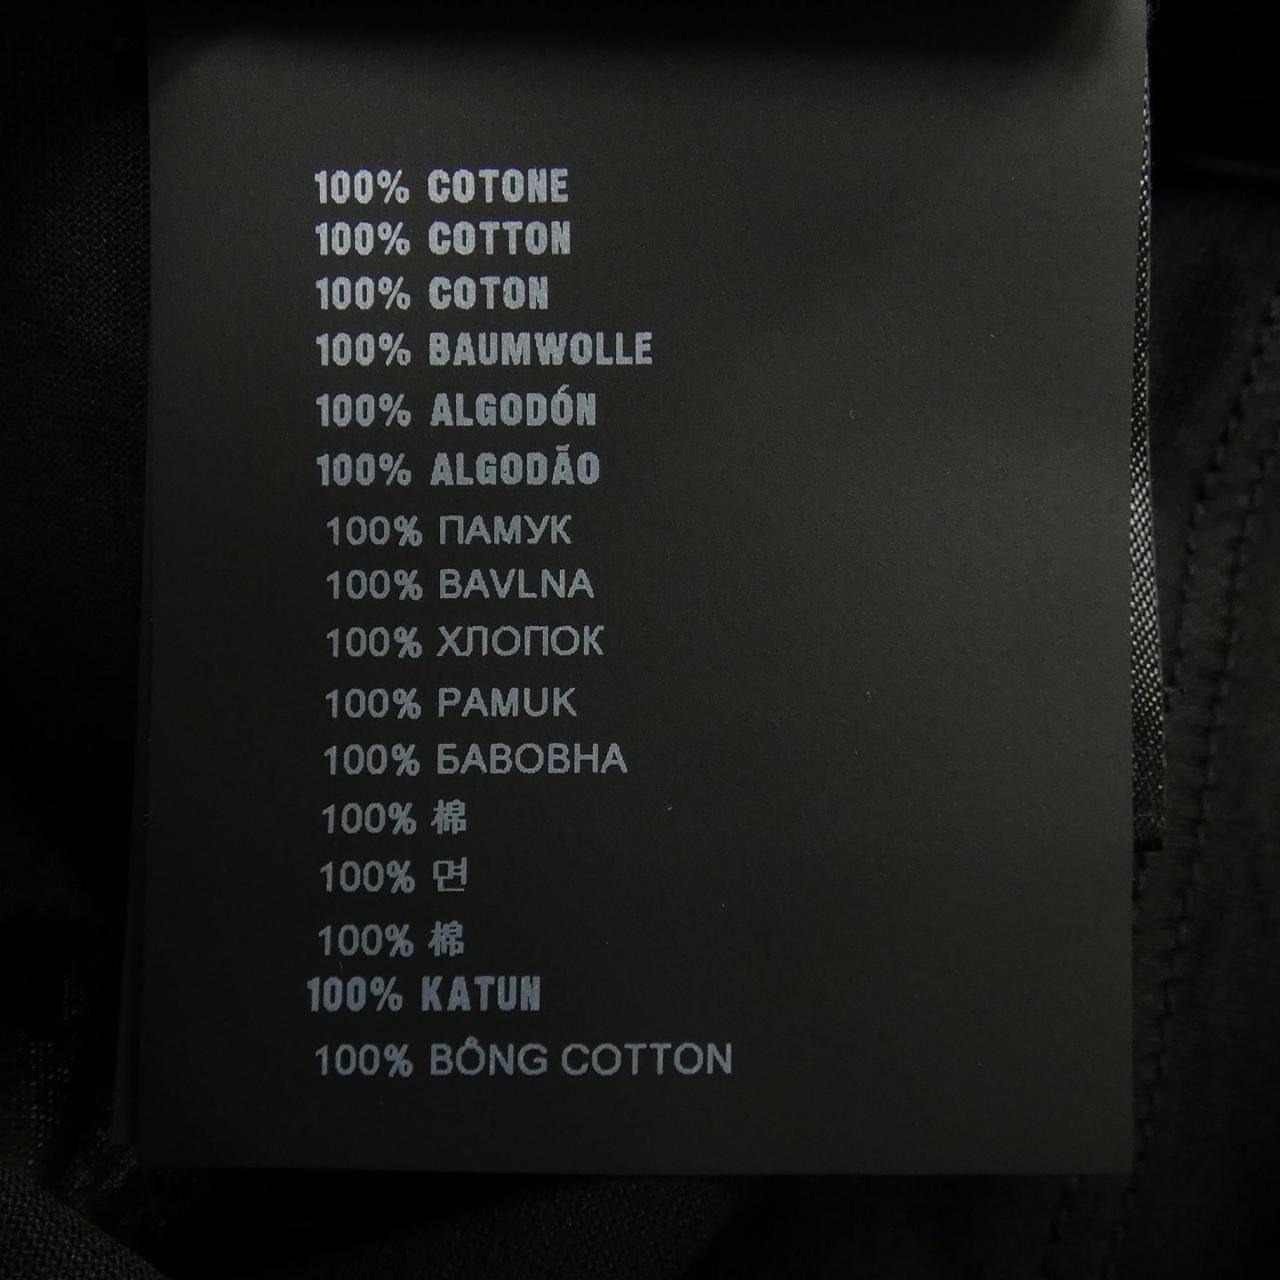 100% COTONE
100% COTTON
100% COTON
100% BAUMWOLLE
100% ALGODÓN
100% ALGODÃO
100% ПАМУК
100% BAVLNA
100% ХЛОПОК
100% PAMUK
100% БАВОВНА
100% 棉
100% 면
100% 棉
100% KATUN
100% BÔNG COTTON